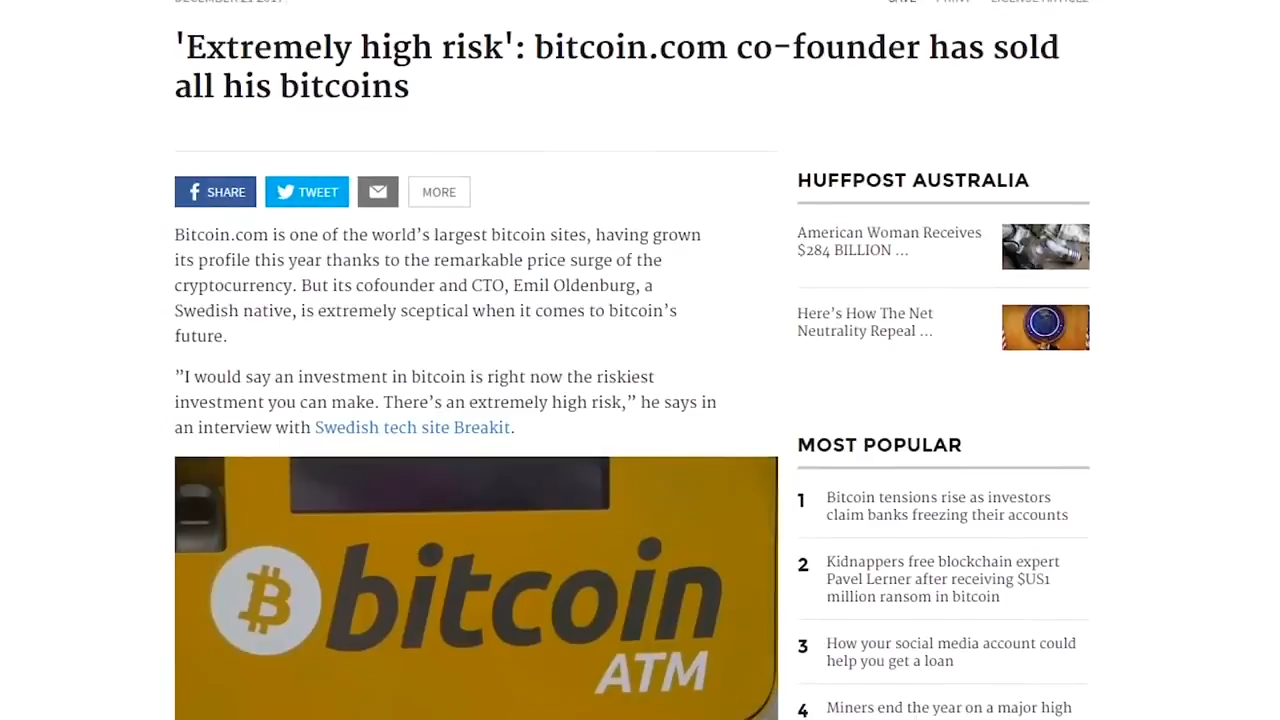 DECEMBER 21 2017
SAVE PRINT LICENSE ARTICLE
'Extremely high risk': bitcoin.com co-founder has sold
all his bitcoins
SHARE
TWEET
MORE
Bitcoin.com is one of the world's largest bitcoin sites, having grown
its profile this year thanks to the remarkable price surge of the
cryptocurrency. But its cofounder and CTO, Emil Oldenburg, a
Swedish native, is extremely sceptical when it comes to bitcoin's
future.
"I would say an investment in bitcoin is right now the riskiest
investment you can make. There's an extremely high risk," he says in
an interview with Swedish tech site Breakit.
bitcoin
ATM
HUFFPOST AUSTRALIA
American Woman Receives
$284 BILLION ...
Here's How The Net
Neutrality Repeal ...
MOST POPULAR
1 Bitcoin tensions rise as investors
claim banks freezing their accounts
2 Kidnappers free blockchain expert
Pavel Lerner after receiving $US1
million ransom in bitcoin
3 How your social media account could
help you get a loan
4 Miners end the year on a major high